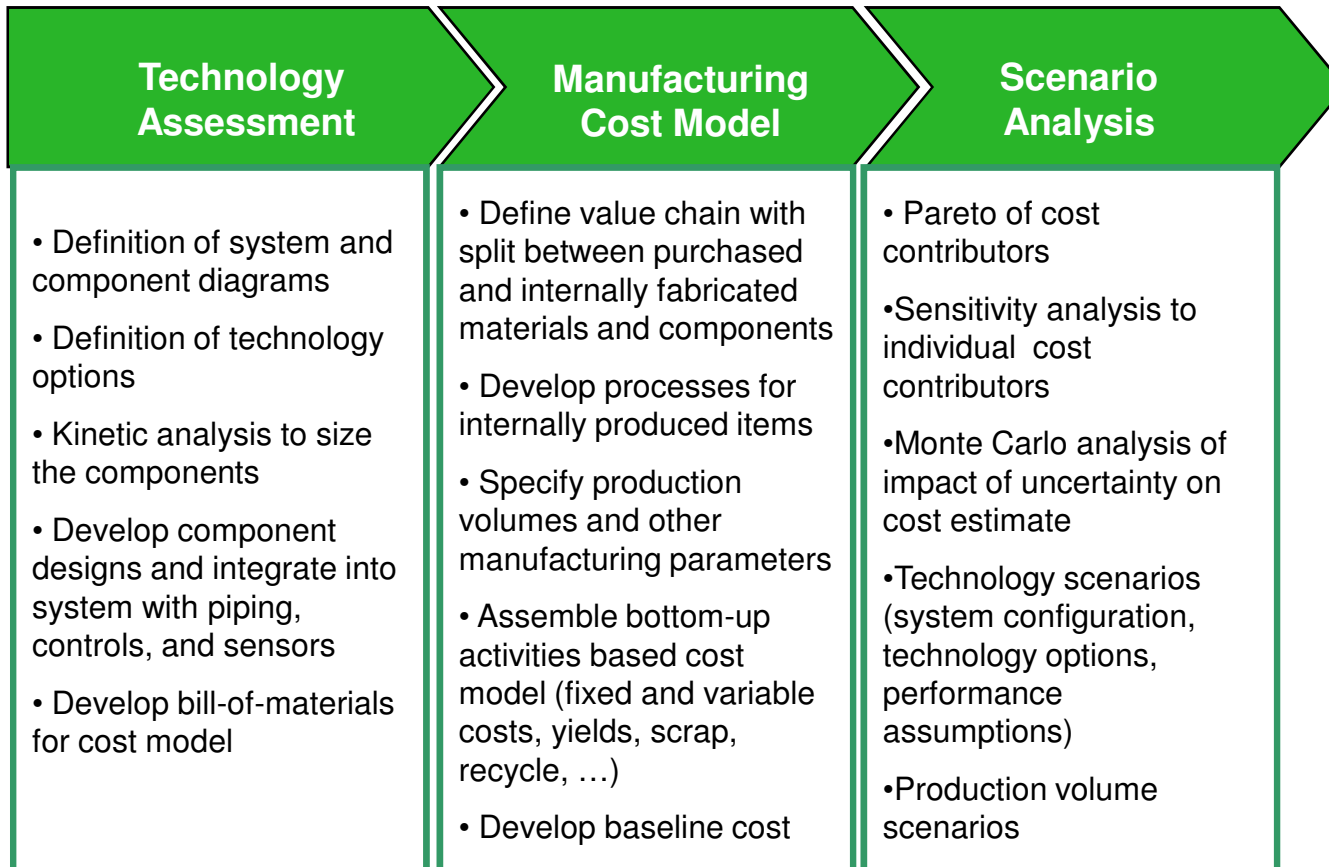 Technology
Assessment
Manufacturing
Cost Model
Scenario
Analysis
• Definition of system and
component diagrams
• Definition of technology
options
• Kinetic analysis to size
the components
• Develop component
designs and integrate into
system with piping,
controls, and sensors
• Develop bill-of-materials
for cost model
• Define value chain with
split between purchased
and internally fabricated
materials and components
• Develop processes for
internally produced items
• Specify production
volumes and other
manufacturing parameters
• Assemble bottom-up
activities based cost
model (fixed and variable
costs, yields, scrap,
recycle, …)
• Develop baseline cost
• Pareto of cost
contributors
•Sensitivity analysis to
individual  cost
contributors
•Monte Carlo analysis of
impact of uncertainty on
cost estimate
•Technology scenarios
(system configuration,
technology options,
performance
assumptions)
•Production volume
scenarios